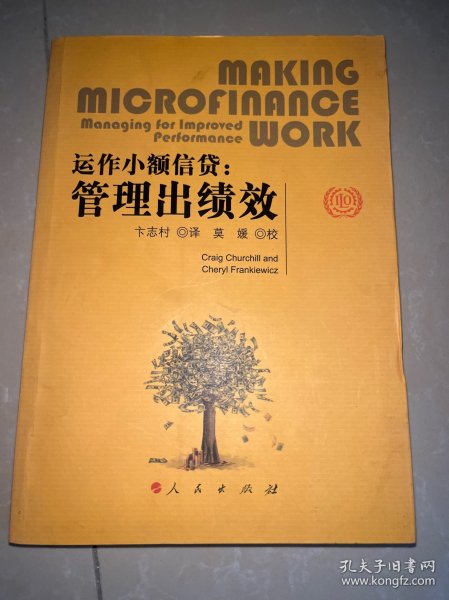 MAKING
MICROFINANCE
Managing for Improved
Performance
WORK
运作小额信贷：
管理出绩效
卞志村 ◎译 莫 媛 ◎校
Craig Churchill and
Cheryl Frankiewicz
ILO
人民出版社
孔夫子旧书网
www.kongfz.com